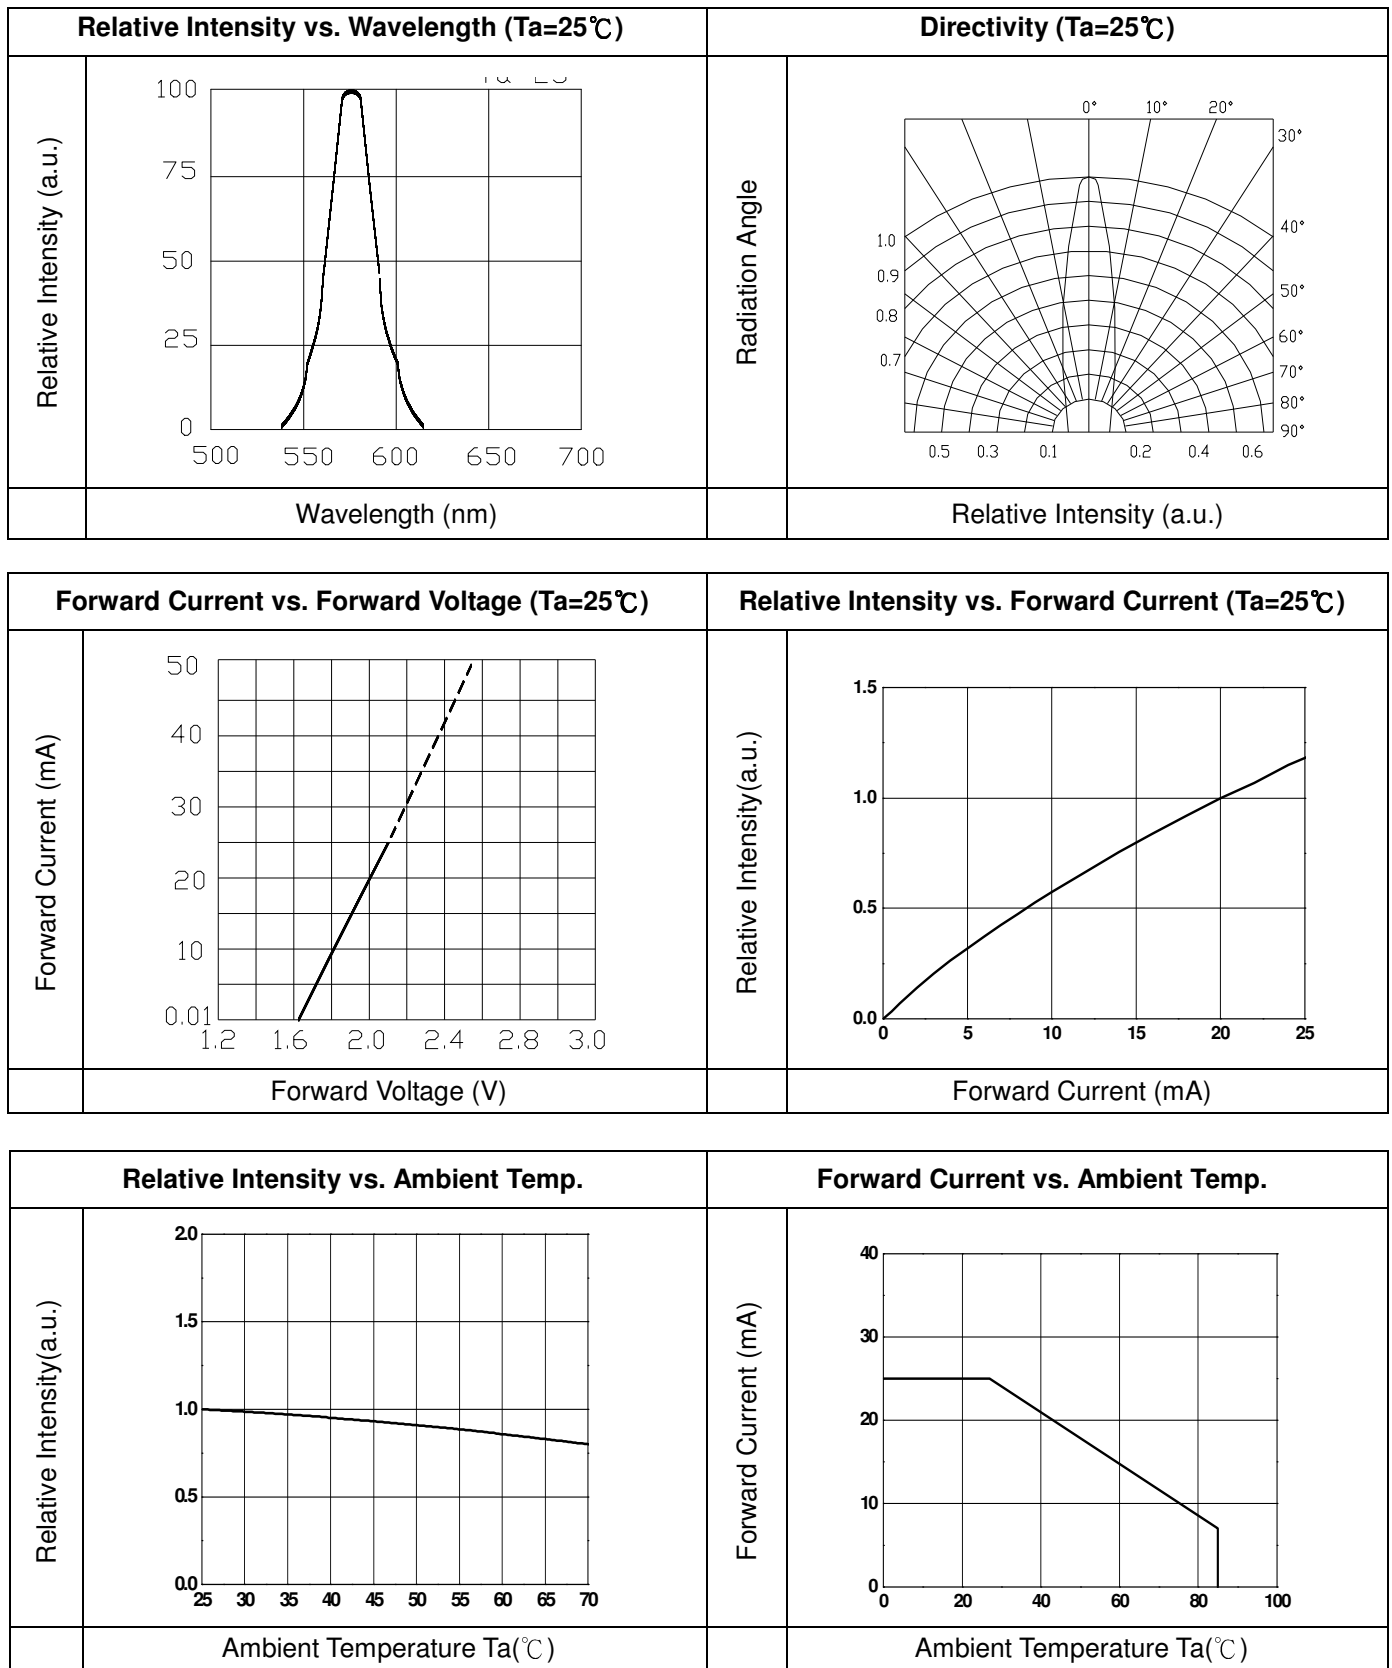 Relative Intensity vs. Wavelength (Ta=25℃)
Directivity (Ta=25℃)
Relative Intensity (a.u.)
100
75
50
25
0
500 550 600 650 700
Wavelength (nm)
Radiation Angle
0° 10° 20°
30°
40°
50°
60°
70°
80°
90°
1.0
0.9
0.8
0.7
0.5 0.3 0.1 0.2 0.4 0.6
Relative Intensity (a.u.)
Forward Current vs. Forward Voltage (Ta=25℃)
Relative Intensity vs. Forward Current (Ta=25℃)
Forward Current (mA)
50
40
30
20
10
0.01
1.2 1.6 2.0 2.4 2.8 3.0
Forward Voltage (V)
Relative Intensity(a.u.)
1.5
1.0
0.5
0.0
0 5 10 15 20 25
Forward Current (mA)
Relative Intensity vs. Ambient Temp.
Forward Current vs. Ambient Temp.
Relative Intensity(a.u.)
2.0
1.5
1.0
0.5
0.0
25 30 35 40 45 50 55 60 65 70
Ambient Temperature Ta(℃)
Forward Current (mA)
40
30
20
10
0
0 20 40 60 80 100
Ambient Temperature Ta(℃)